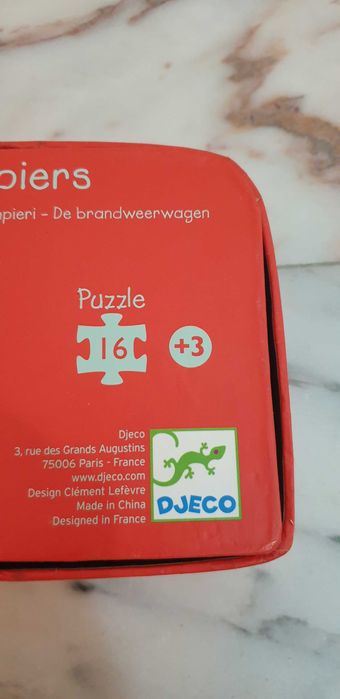 piers
pieri - De brandweerwagen
Puzzle
16
+3
Djeco
3, rue des Grands Augustins
75006 Paris - France
www.djeco.com
Design Clément Lefèvre
Made in China
Designed in France
DJECO